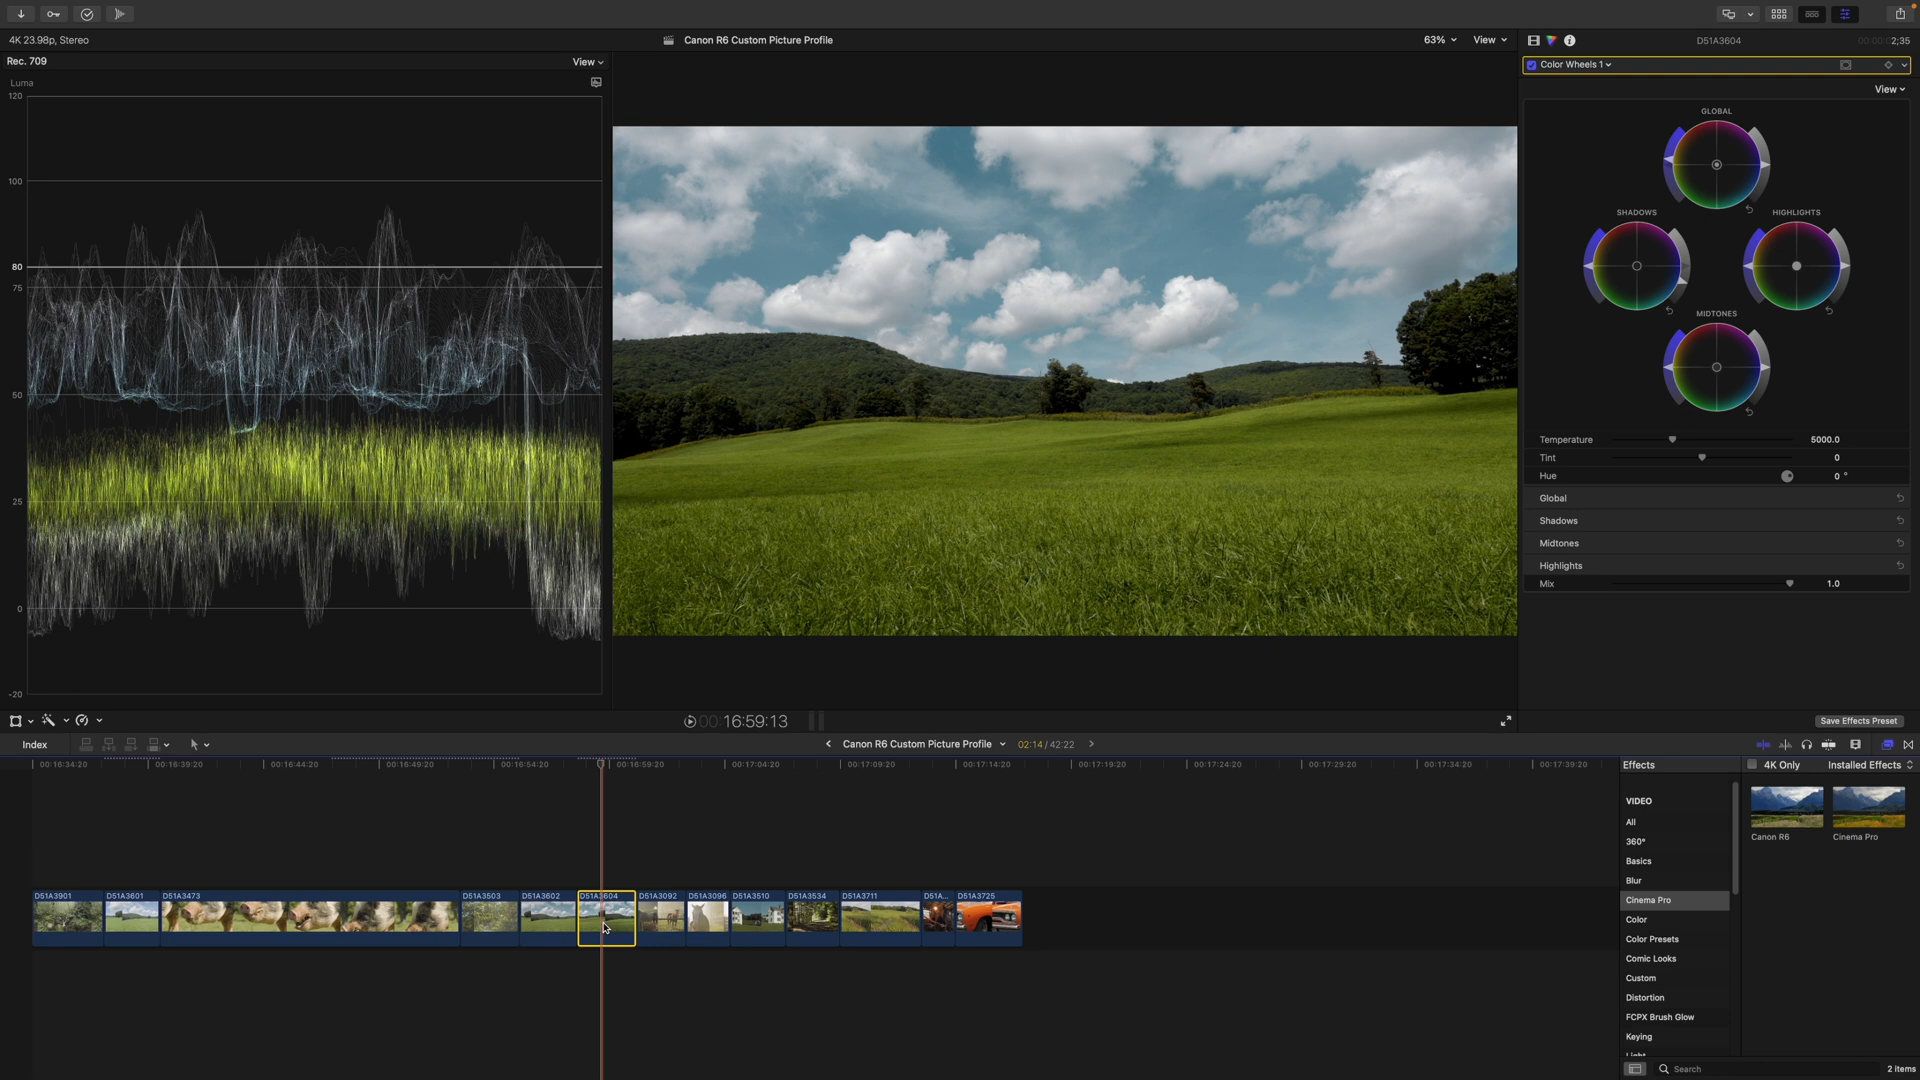 4K 23.98p, Stereo
Canon R6 Custom Picture Profile
63%
View
D51A3604
00:00:02;35
Rec. 709
View
Color Wheels 1
Luma
View
120
100
80
75
50
25
0
-20
GLOBAL
SHADOWS
HIGHLIGHTS
MIDTONES
Temperature
5000.0
Tint
0
Hue
0 °
Global
Shadows
Midtones
Highlights
Mix
1.0
00:16:59:13
Save Effects Preset
Index
Canon R6 Custom Picture Profile
02:14 / 42:22
00:16:34:20
00:16:39:20
00:16:44:20
00:16:49:20
00:16:54:20
00:16:59:20
00:17:04:20
00:17:09:20
00:17:14:20
00:17:19:20
00:17:24:20
00:17:29:20
00:17:34:20
00:17:39:20
Effects
4K Only
Installed Effects
VIDEO
All
360°
Basics
Blur
Cinema Pro
Color
Color Presets
Comic Looks
Custom
Distortion
FCPX Brush Glow
Keying
Light
Canon R6
Cinema Pro
D51A3901
D51A3601
D51A3473
D51A3503
D51A3602
D51A3604
D51A3092
D51A3096
D51A3510
D51A3534
D51A3711
D51A...
D51A3725
Search
2 items